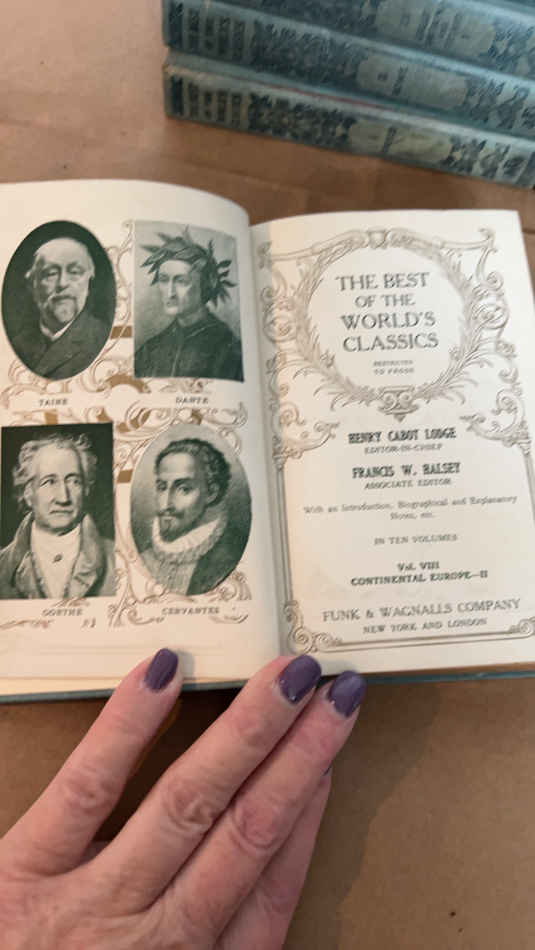 TAINE
DANTE
GOETHE
CERVANTES
THE BEST
OF THE
WORLD'S
CLASSICS
RESTRICTED
TO PROSE
HENRY CABOT LODGE
EDITOR-IN-CHIEF
FRANCIS W. HALSEY
ASSOCIATE EDITOR
With an Introduction, Biographical and Explanatory
Notes, etc.
IN TEN VOLUMES
Vol. VIII
CONTINENTAL EUROPE—II
FUNK & WAGNALLS COMPANY
NEW YORK AND LONDON